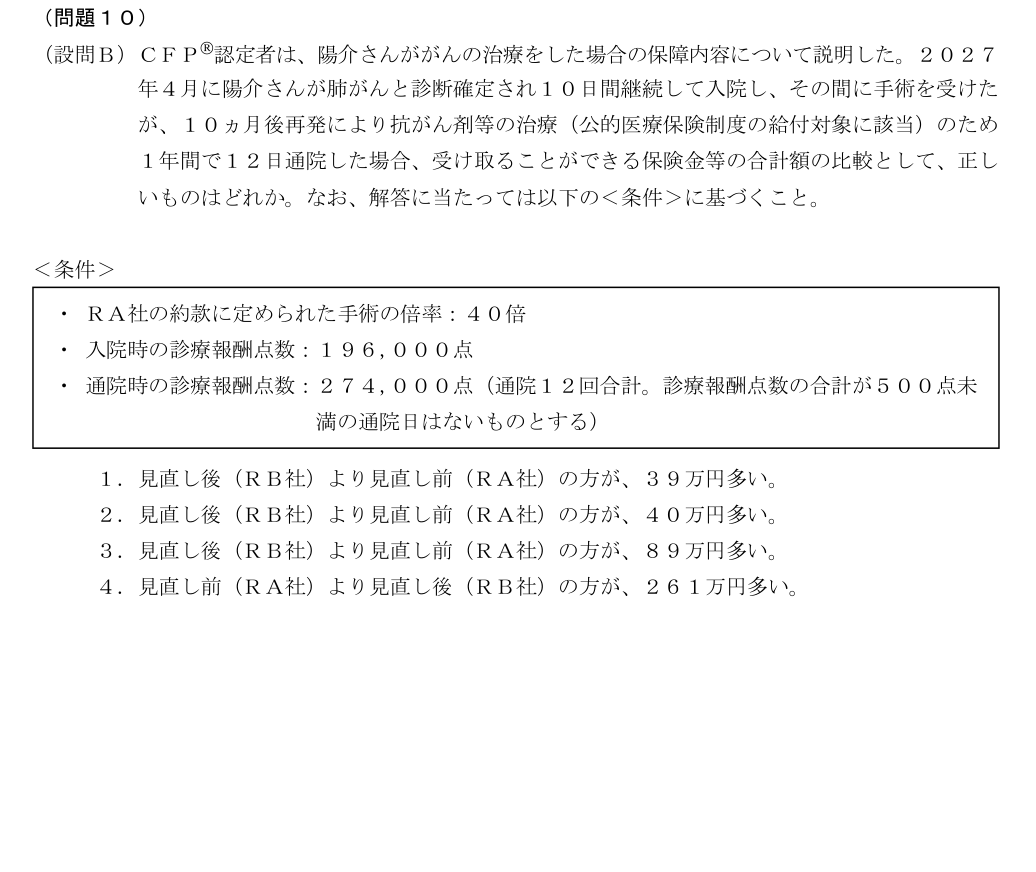 （問題１０）
（設問Ｂ）ＣＦＰ®認定者は、陽介さんががんの治療をした場合の保障内容について説明した。２０２７
年４月に陽介さんが肺がんと診断確定され１０日間継続して入院し、その間に手術を受けた
が、１０ヵ月後再発により抗がん剤等の治療（公的医療保険制度の給付対象に該当）のため
１年間で１２日通院した場合、受け取ることができる保険金等の合計額の比較として、正し
いものはどれか。なお、解答に当たっては以下の＜条件＞に基づくこと。
＜条件＞
・ ＲＡ社の約款に定められた手術の倍率：４０倍
・ 入院時の診療報酬点数：１９６,０００点
・ 通院時の診療報酬点数：２７４,０００点（通院１２回合計。診療報酬点数の合計が５００点未
満の通院日はないものとする）
１．見直し後（ＲＢ社）より見直し前（ＲＡ社）の方が、３９万円多い。
２．見直し後（ＲＢ社）より見直し前（ＲＡ社）の方が、４０万円多い。
３．見直し後（ＲＢ社）より見直し前（ＲＡ社）の方が、８９万円多い。
４．見直し前（ＲＡ社）より見直し後（ＲＢ社）の方が、２６１万円多い。